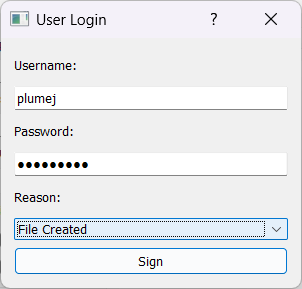 User Login
?
Username:
plumej
Password:
●●●●●●●●●
Reason:
File Created
Sign